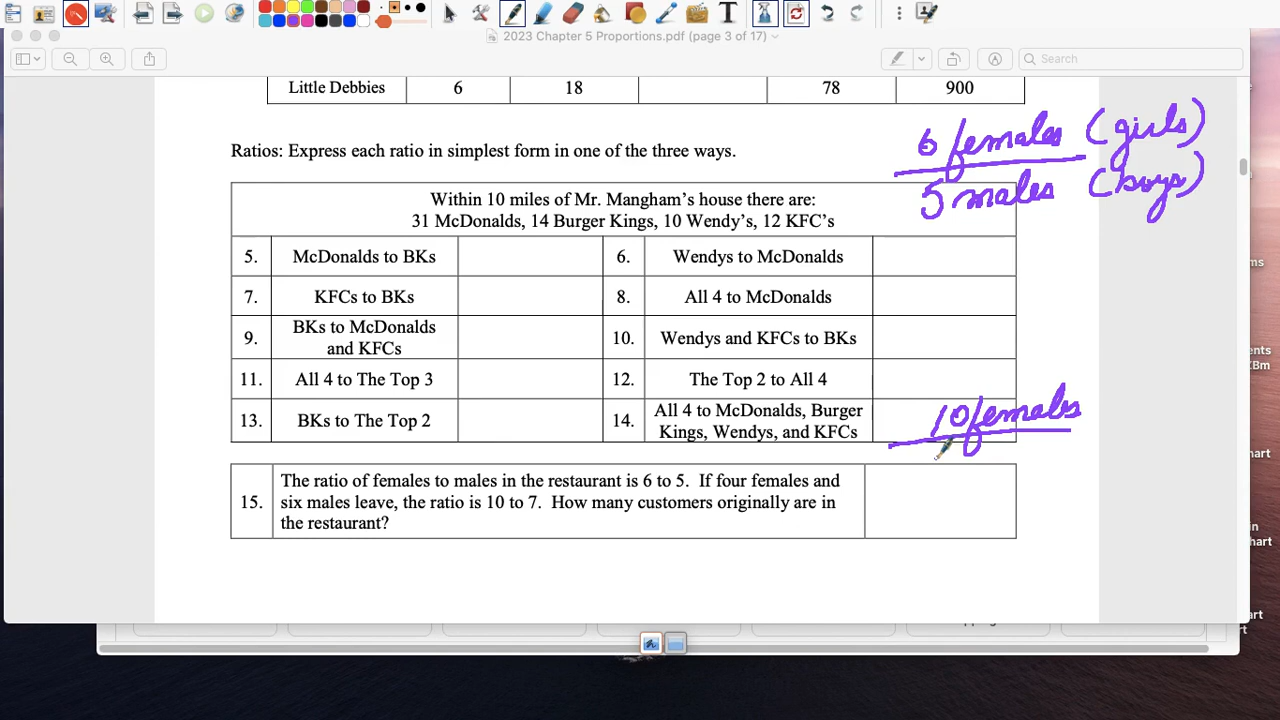 2023 Chapter 5 Proportions.pdf (page 3 of 17)
Search
Little Debbies 6 18 78 900
6 females (girls)
5 males (boys)
Ratios: Express each ratio in simplest form in one of the three ways.
Within 10 miles of Mr. Mangham’s house there are:
31 McDonalds, 14 Burger Kings, 10 Wendy’s, 12 KFC’s
5. McDonalds to BKs 6. Wendys to McDonalds
7. KFCs to BKs 8. All 4 to McDonalds
9. BKs to McDonalds
and KFCs
10. Wendys and KFCs to BKs
11. All 4 to The Top 3 12. The Top 2 to All 4
13. BKs to The Top 2 14. All 4 to McDonalds, Burger
Kings, Wendys, and KFCs
10 females
15. The ratio of females to males in the restaurant is 6 to 5. If four females and
six males leave, the ratio is 10 to 7. How many customers originally are in
the restaurant?